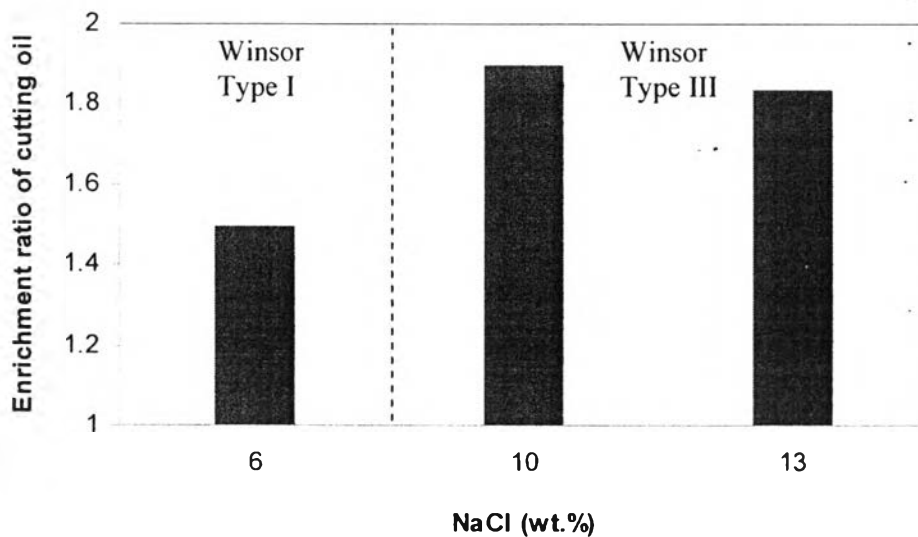 Enrichment ratio of cutting oil
2
1.8
1.6
1.4
1.2
1
Winsor
Type I
Winsor
Type III
6 10 13
NaCl (wt.%)